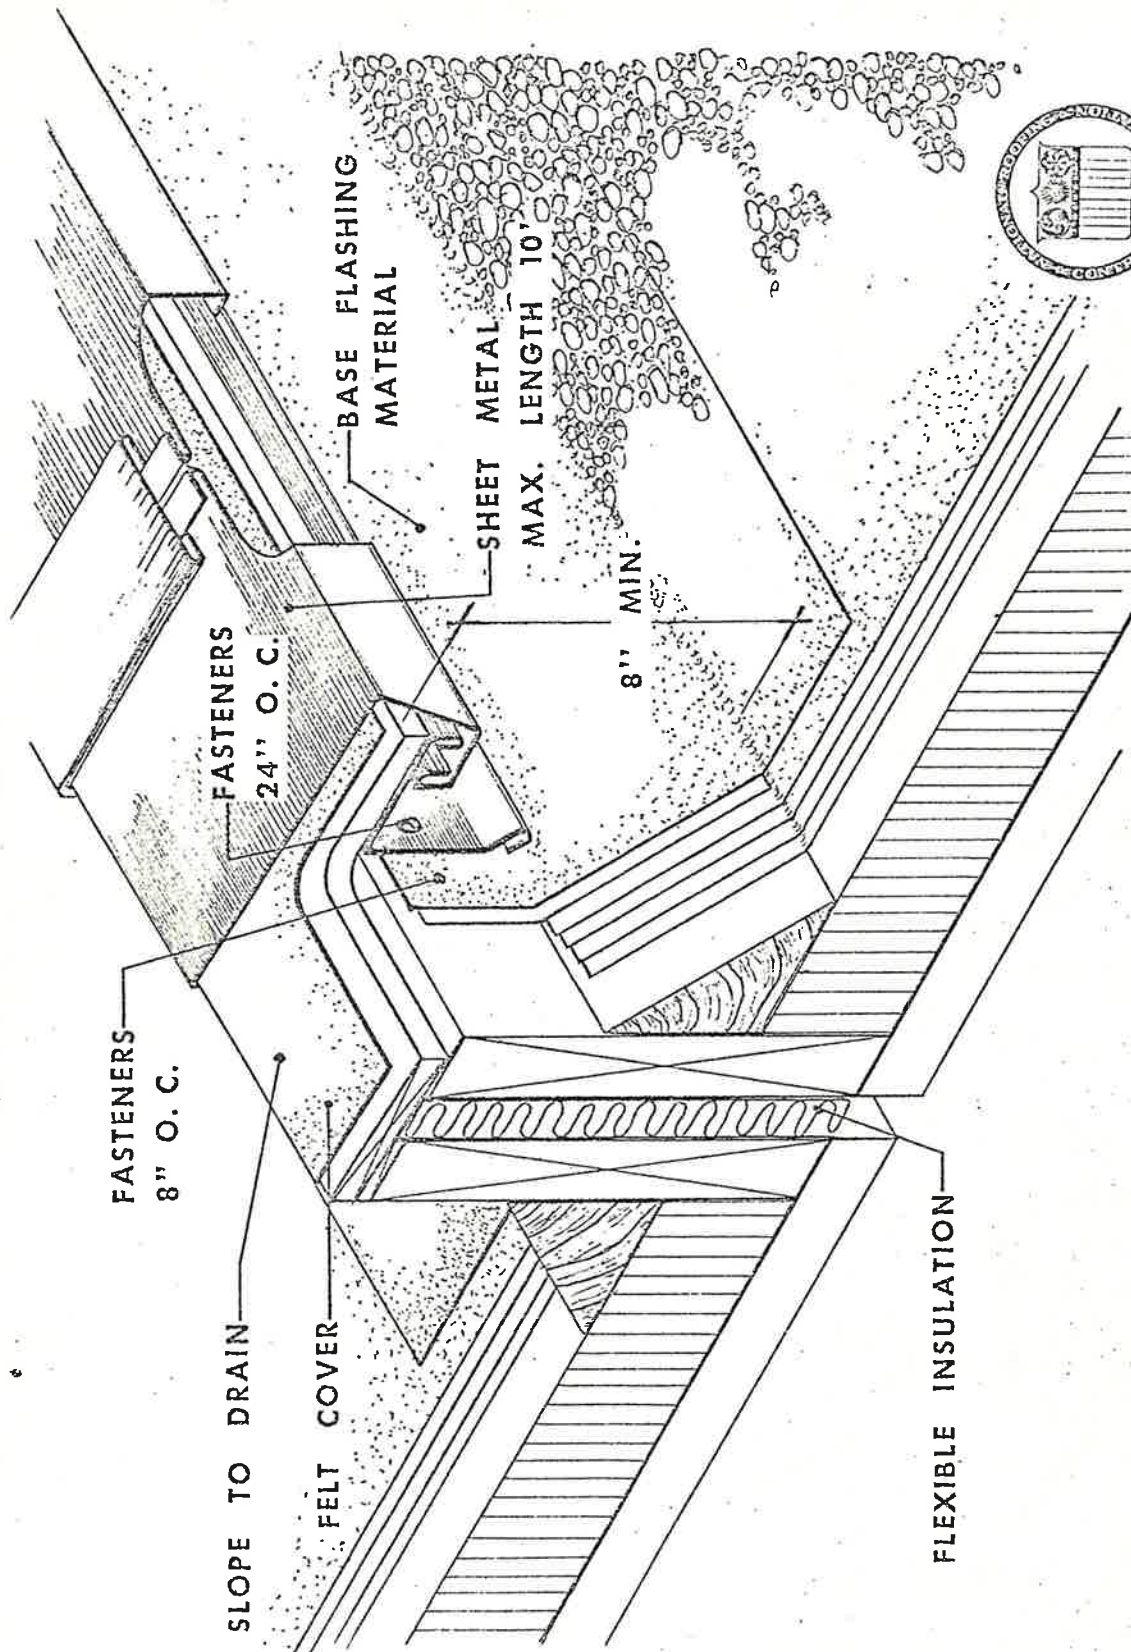 FASTENERS
8" O. C.
FASTENERS
24" O. C.
SLOPE TO DRAIN
FELT COVER
BASE FLASHING
MATERIAL
SHEET METAL
MAX. LENGTH 10'
8" MIN.
FLEXIBLE INSULATION
ROOFING